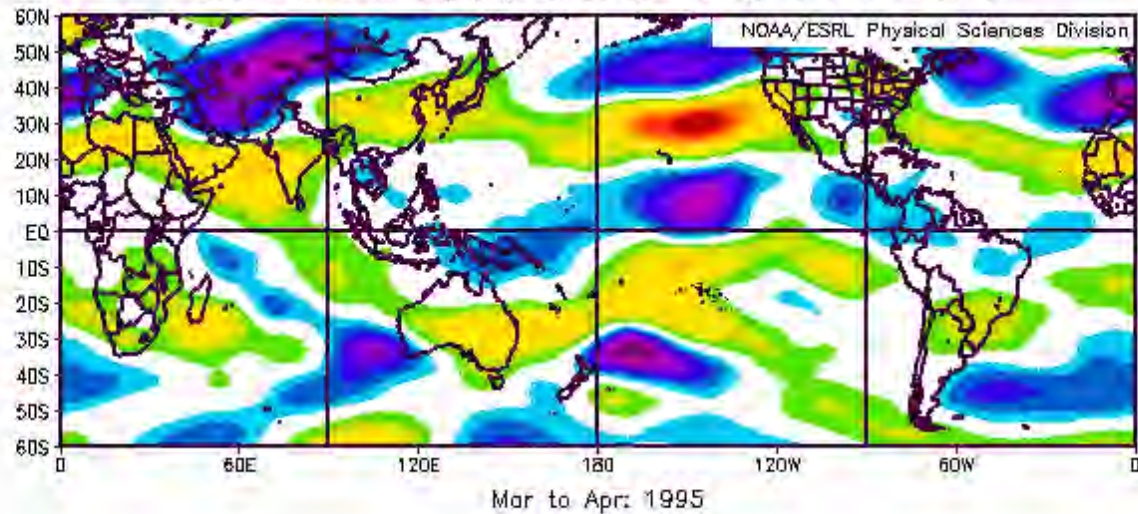 NOAA/ESRL Physical Sciences Division
60N
50N
40N
30N
20N
10N
EQ
10S
20S
30S
40S
50S
60S
0 60E 120E 180 120W 60W 0
Mar to Apr: 1995